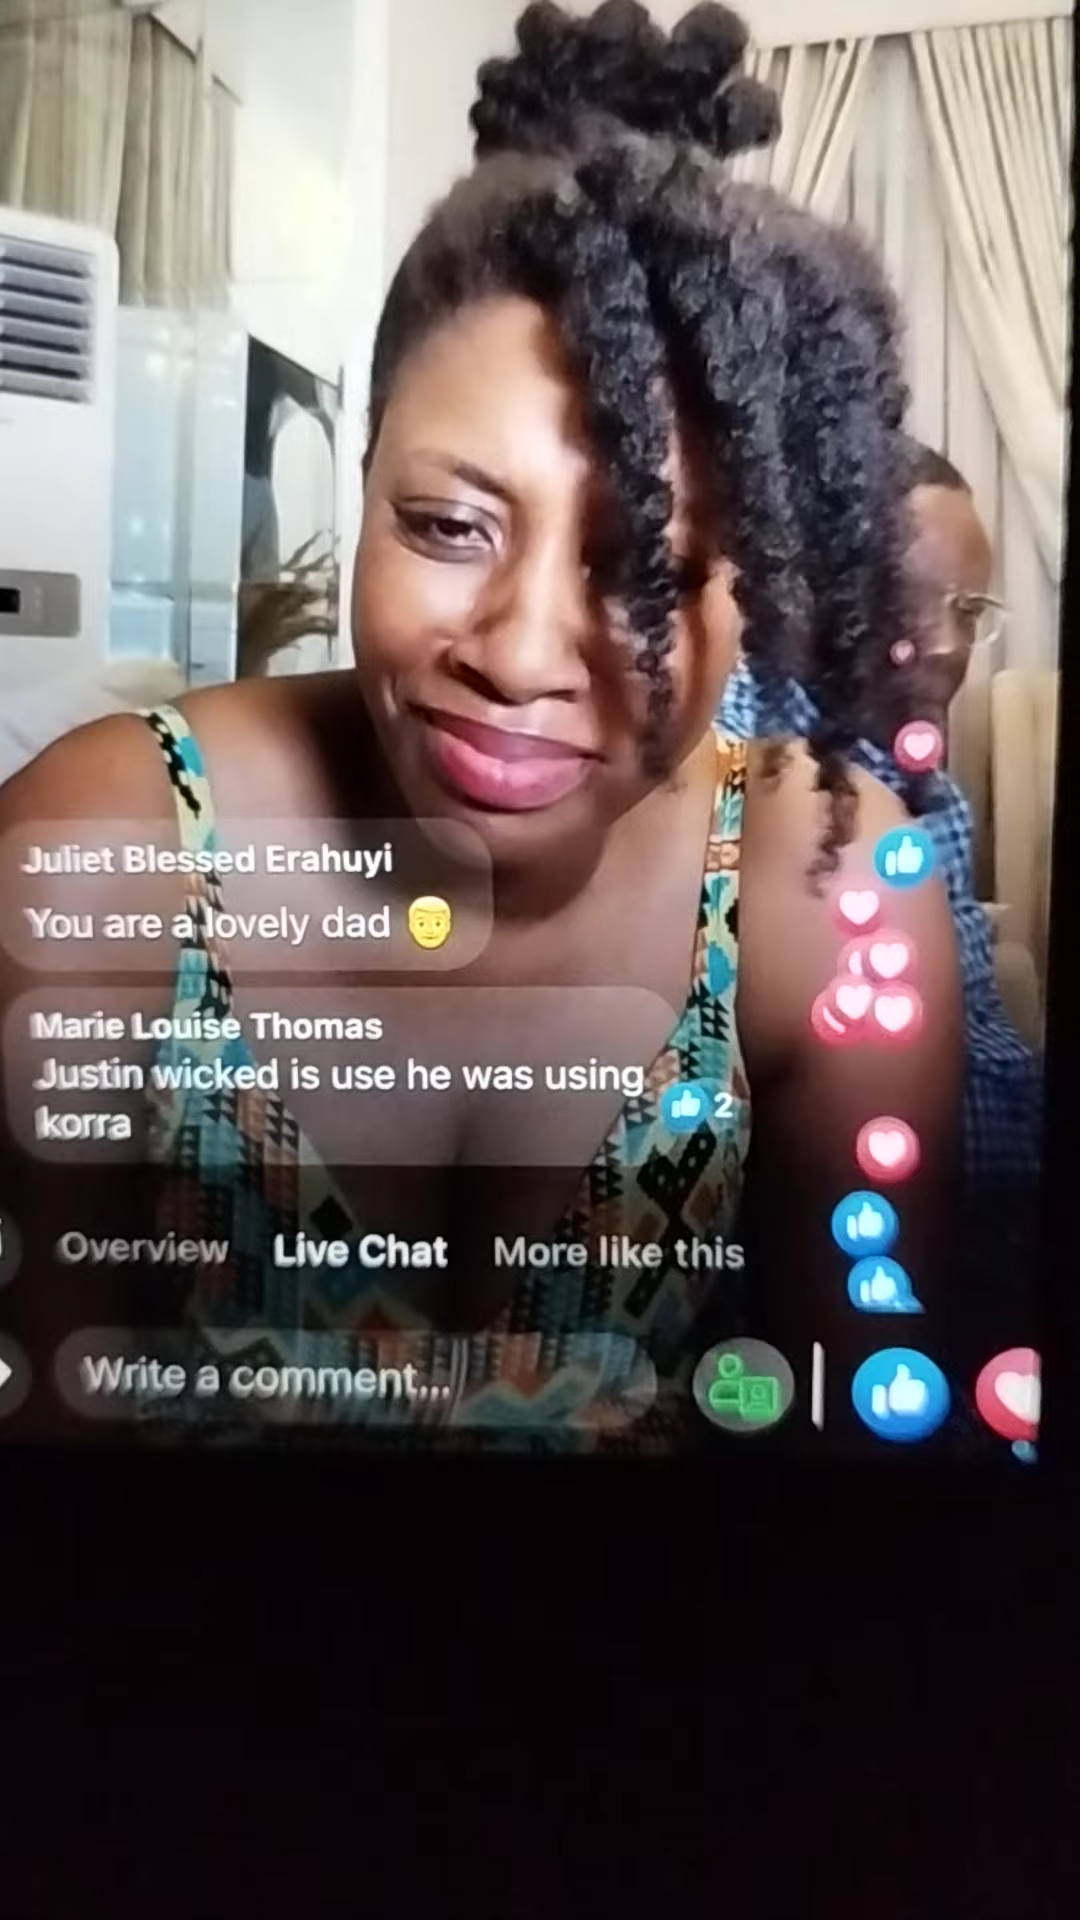 Juliet Blessed Erahuyi
You are a lovely dad 👨
Marie Louise Thomas
Justin wicked is use he was using
korra
2
Overview Live Chat More like this
Write a comment...